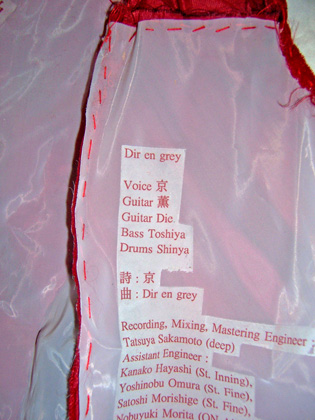 Dir en grey
Voice 京
Guitar 薫
Guitar Die
Bass Toshiya
Drums Shinya
詩：京
曲：Dir en grey
Recording, Mixing, Mastering Engineer :
Tatsuya Sakamoto (deep)
Assistant Engineer :
Kanako Hayashi (St. Inning),
Yoshinobu Omura (St. Fine),
Satoshi Morishige (St. Fine),
Nobuyuki Morita (ON